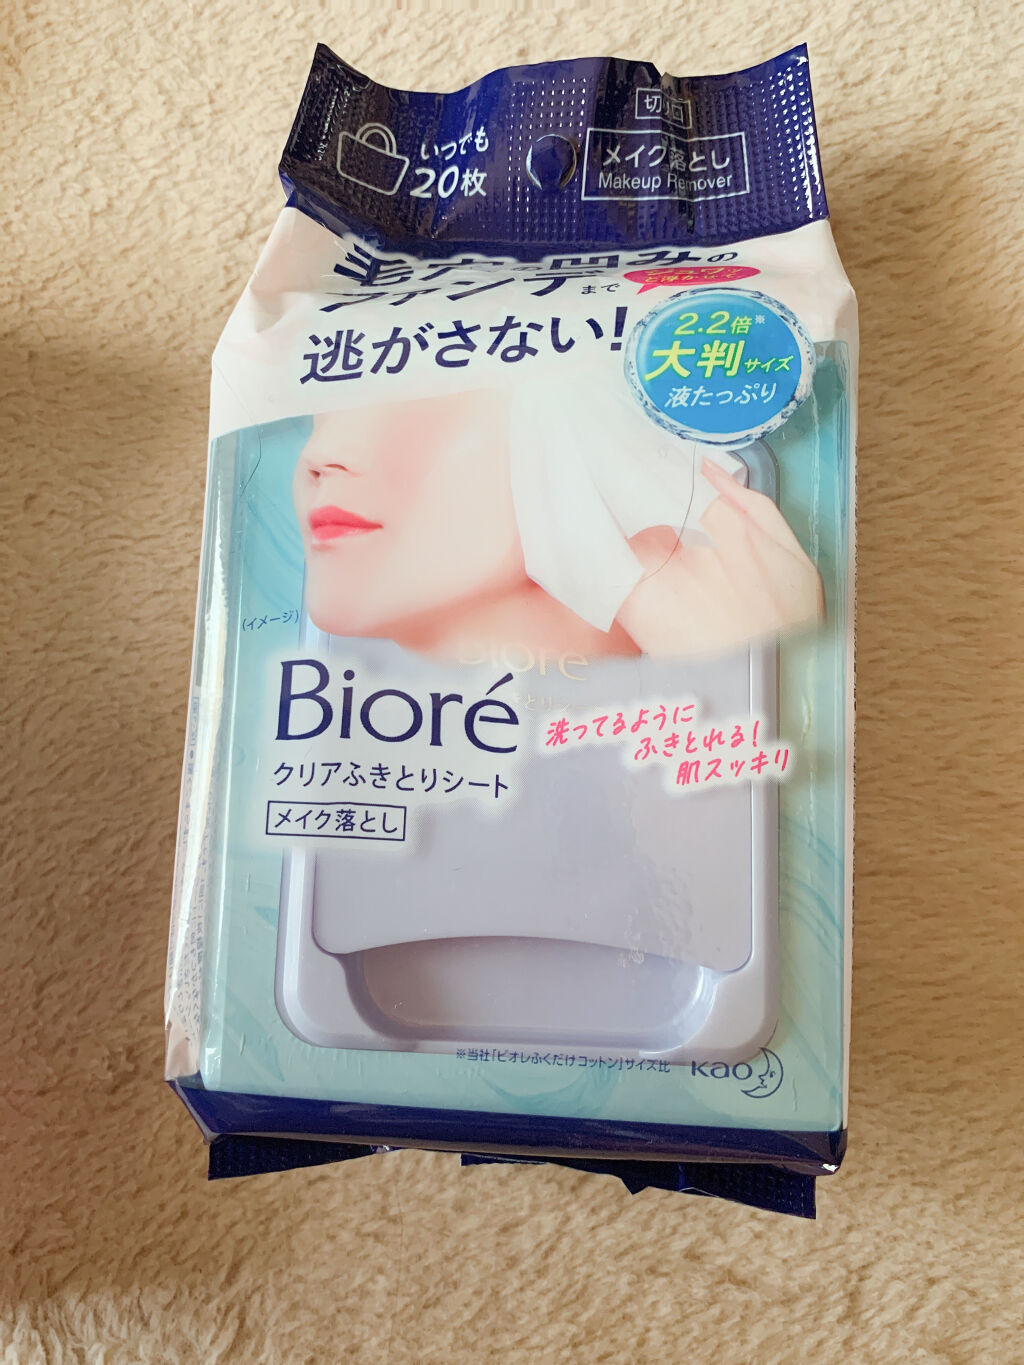 切り口
いつでも
20枚
メイク落とし
Makeup Remover
毛穴の凹みの
ファンデまで
逃がさない!
2.2倍※
大判サイズ
液たっぷり
(イメージ)
Bioré
Bioré
クリアふきとりシート
メイク落とし
洗ってるように
ふきとれる!
肌スッキリ
※当社「ビオレふくだけコットン」サイズ比
Kao